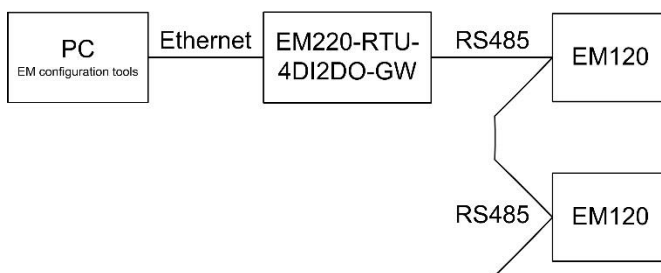 PC
EM configuration tools
Ethernet
EM220-RTU-
4DI2DO-GW
RS485
EM120
RS485
EM120